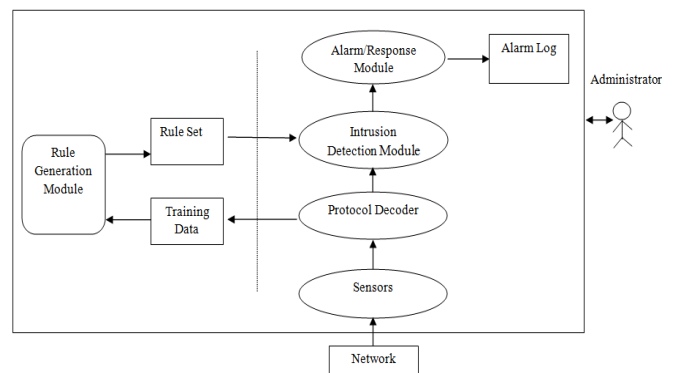 Alarm/Response
Module
Alarm Log
Administrator
Rule Set
Intrusion
Detection Module
Rule
Generation
Module
Training
Data
Protocol Decoder
Sensors
Network